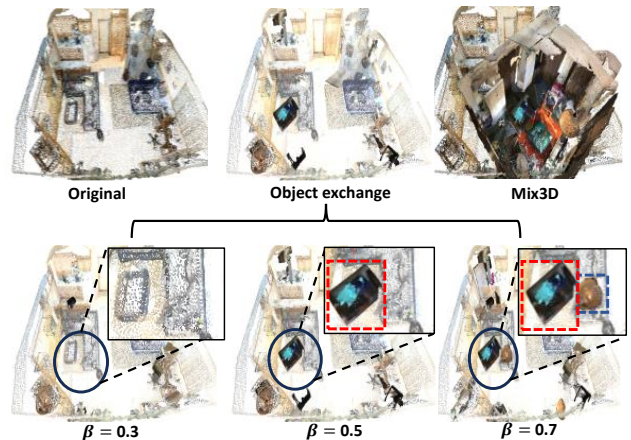 Original Object exchange Mix3D
β = 0.3 β = 0.5 β = 0.7